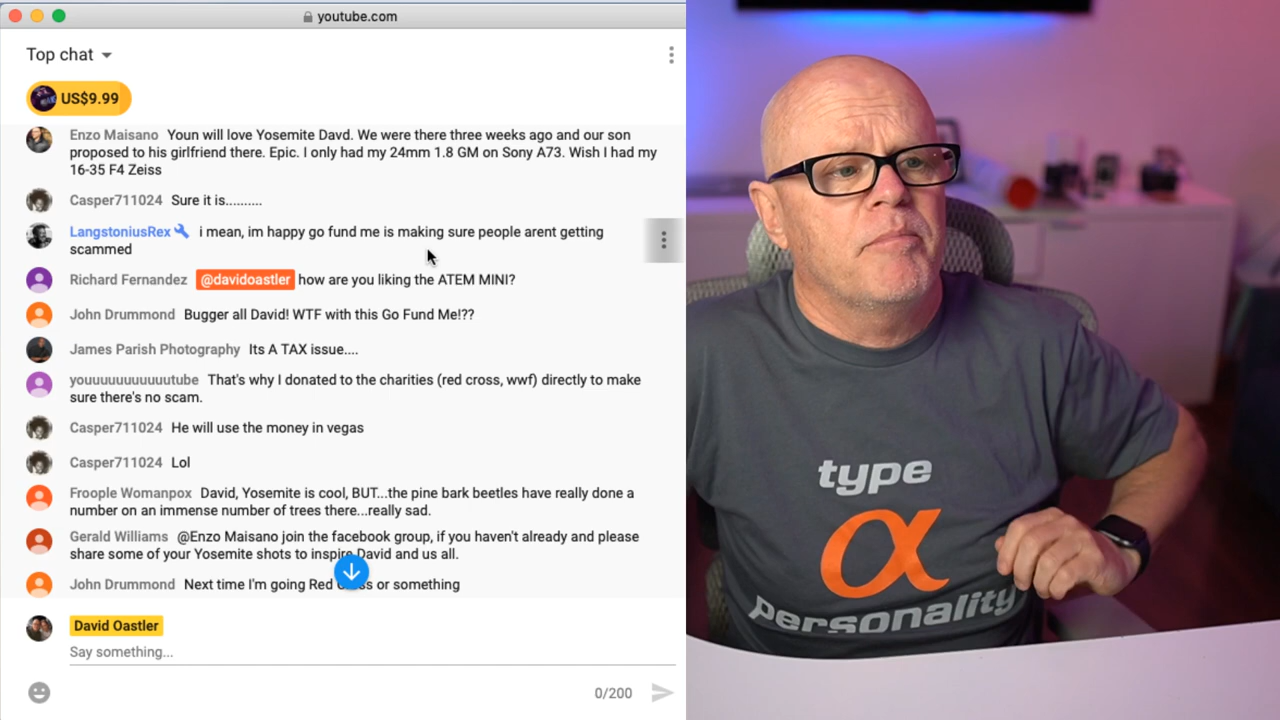 youtube.com
Top chat
US$9.99
Enzo Maisano Youn will love Yosemite Davd. We were there three weeks ago and our son
proposed to his girlfriend there. Epic. I only had my 24mm 1.8 GM on Sony A73. Wish I had my
16-35 F4 Zeiss
Casper711024 Sure it is..........
LangstoniusRex i mean, im happy go fund me is making sure people arent getting
scammed
Richard Fernandez @davidoastler how are you liking the ATEM MINI?
John Drummond Bugger all David! WTF with this Go Fund Me!??
James Parish Photography Its A TAX issue....
youuuuuuuuuutube That's why I donated to the charities (red cross, wwf) directly to make
sure there's no scam.
Casper711024 He will use the money in vegas
Casper711024 Lol
Froople Womanpox David, Yosemite is cool, BUT...the pine bark beetles have really done a
number on an immense number of trees there...really sad.
Gerald Williams @Enzo Maisano join the facebook group, if you haven't already and please
share some of your Yosemite shots to inspire David and us all.
John Drummond Next time I'm going Red or something
David Oastler
Say something...
0/200
type
α
personality